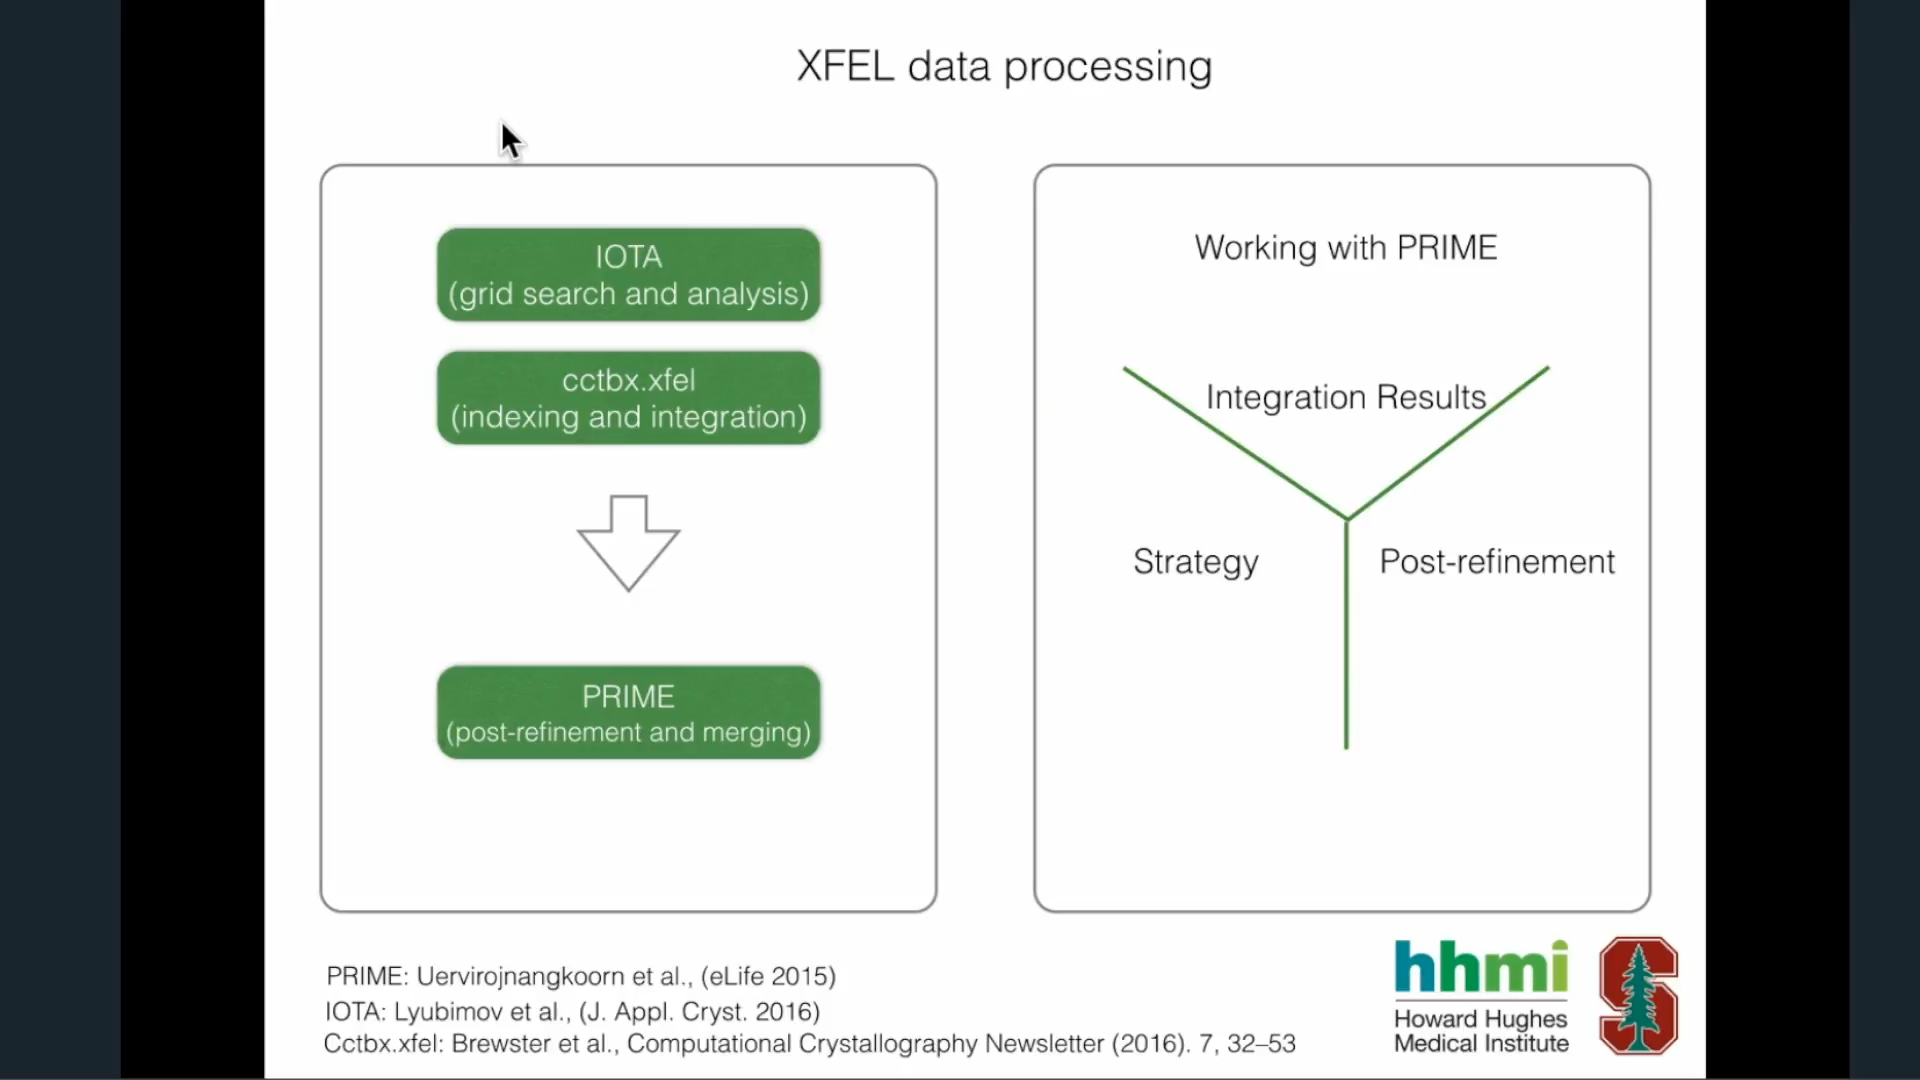 XFEL data processing
IOTA
(grid search and analysis)
cctbx.xfel
(indexing and integration)
PRIME
(post-refinement and merging)
Working with PRIME
Integration Results
Strategy
Post-refinement
PRIME: Uervirojnangkoorn et al., (eLife 2015)
IOTA: Lyubimov et al., (J. Appl. Cryst. 2016)
Cctbx.xfel: Brewster et al., Computational Crystallography Newsletter (2016). 7, 32–53
hhmi
Howard Hughes
Medical Institute
S